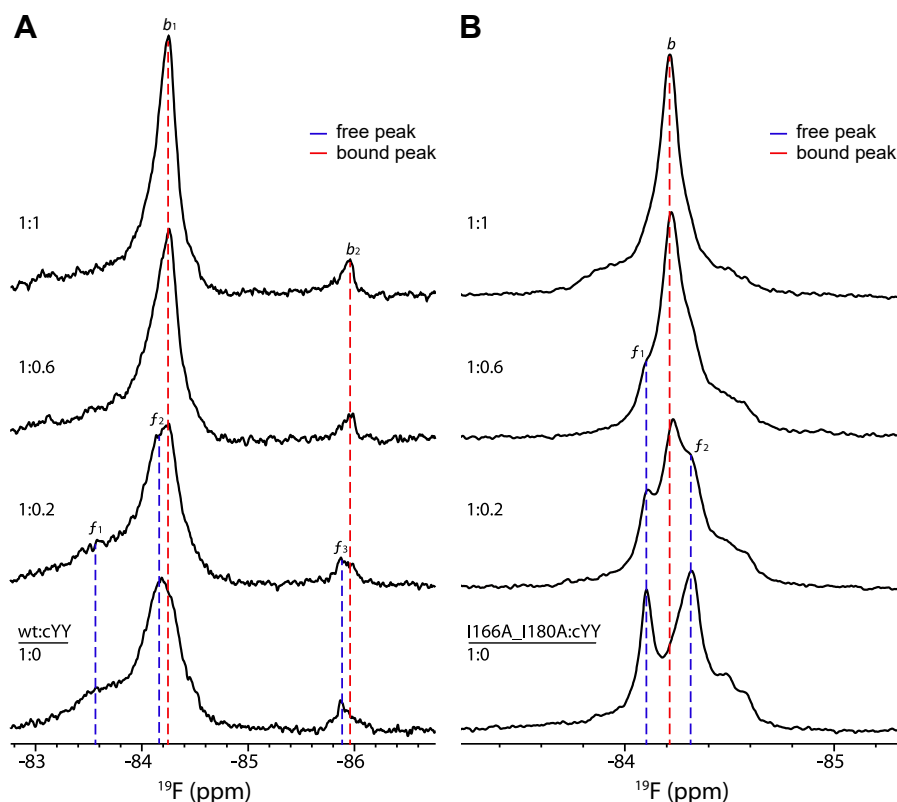 A
b1
free peak
bound peak
1:1
b2
1:0.6
f2
1:0.2
f1
f3
wt:cYY
1:0
-83
-84
-85
-86
19F (ppm)
B
b
free peak
bound peak
1:1
f1
1:0.6
f2
1:0.2
I166A_I180A:cYY
1:0
-84
-85
19F (ppm)